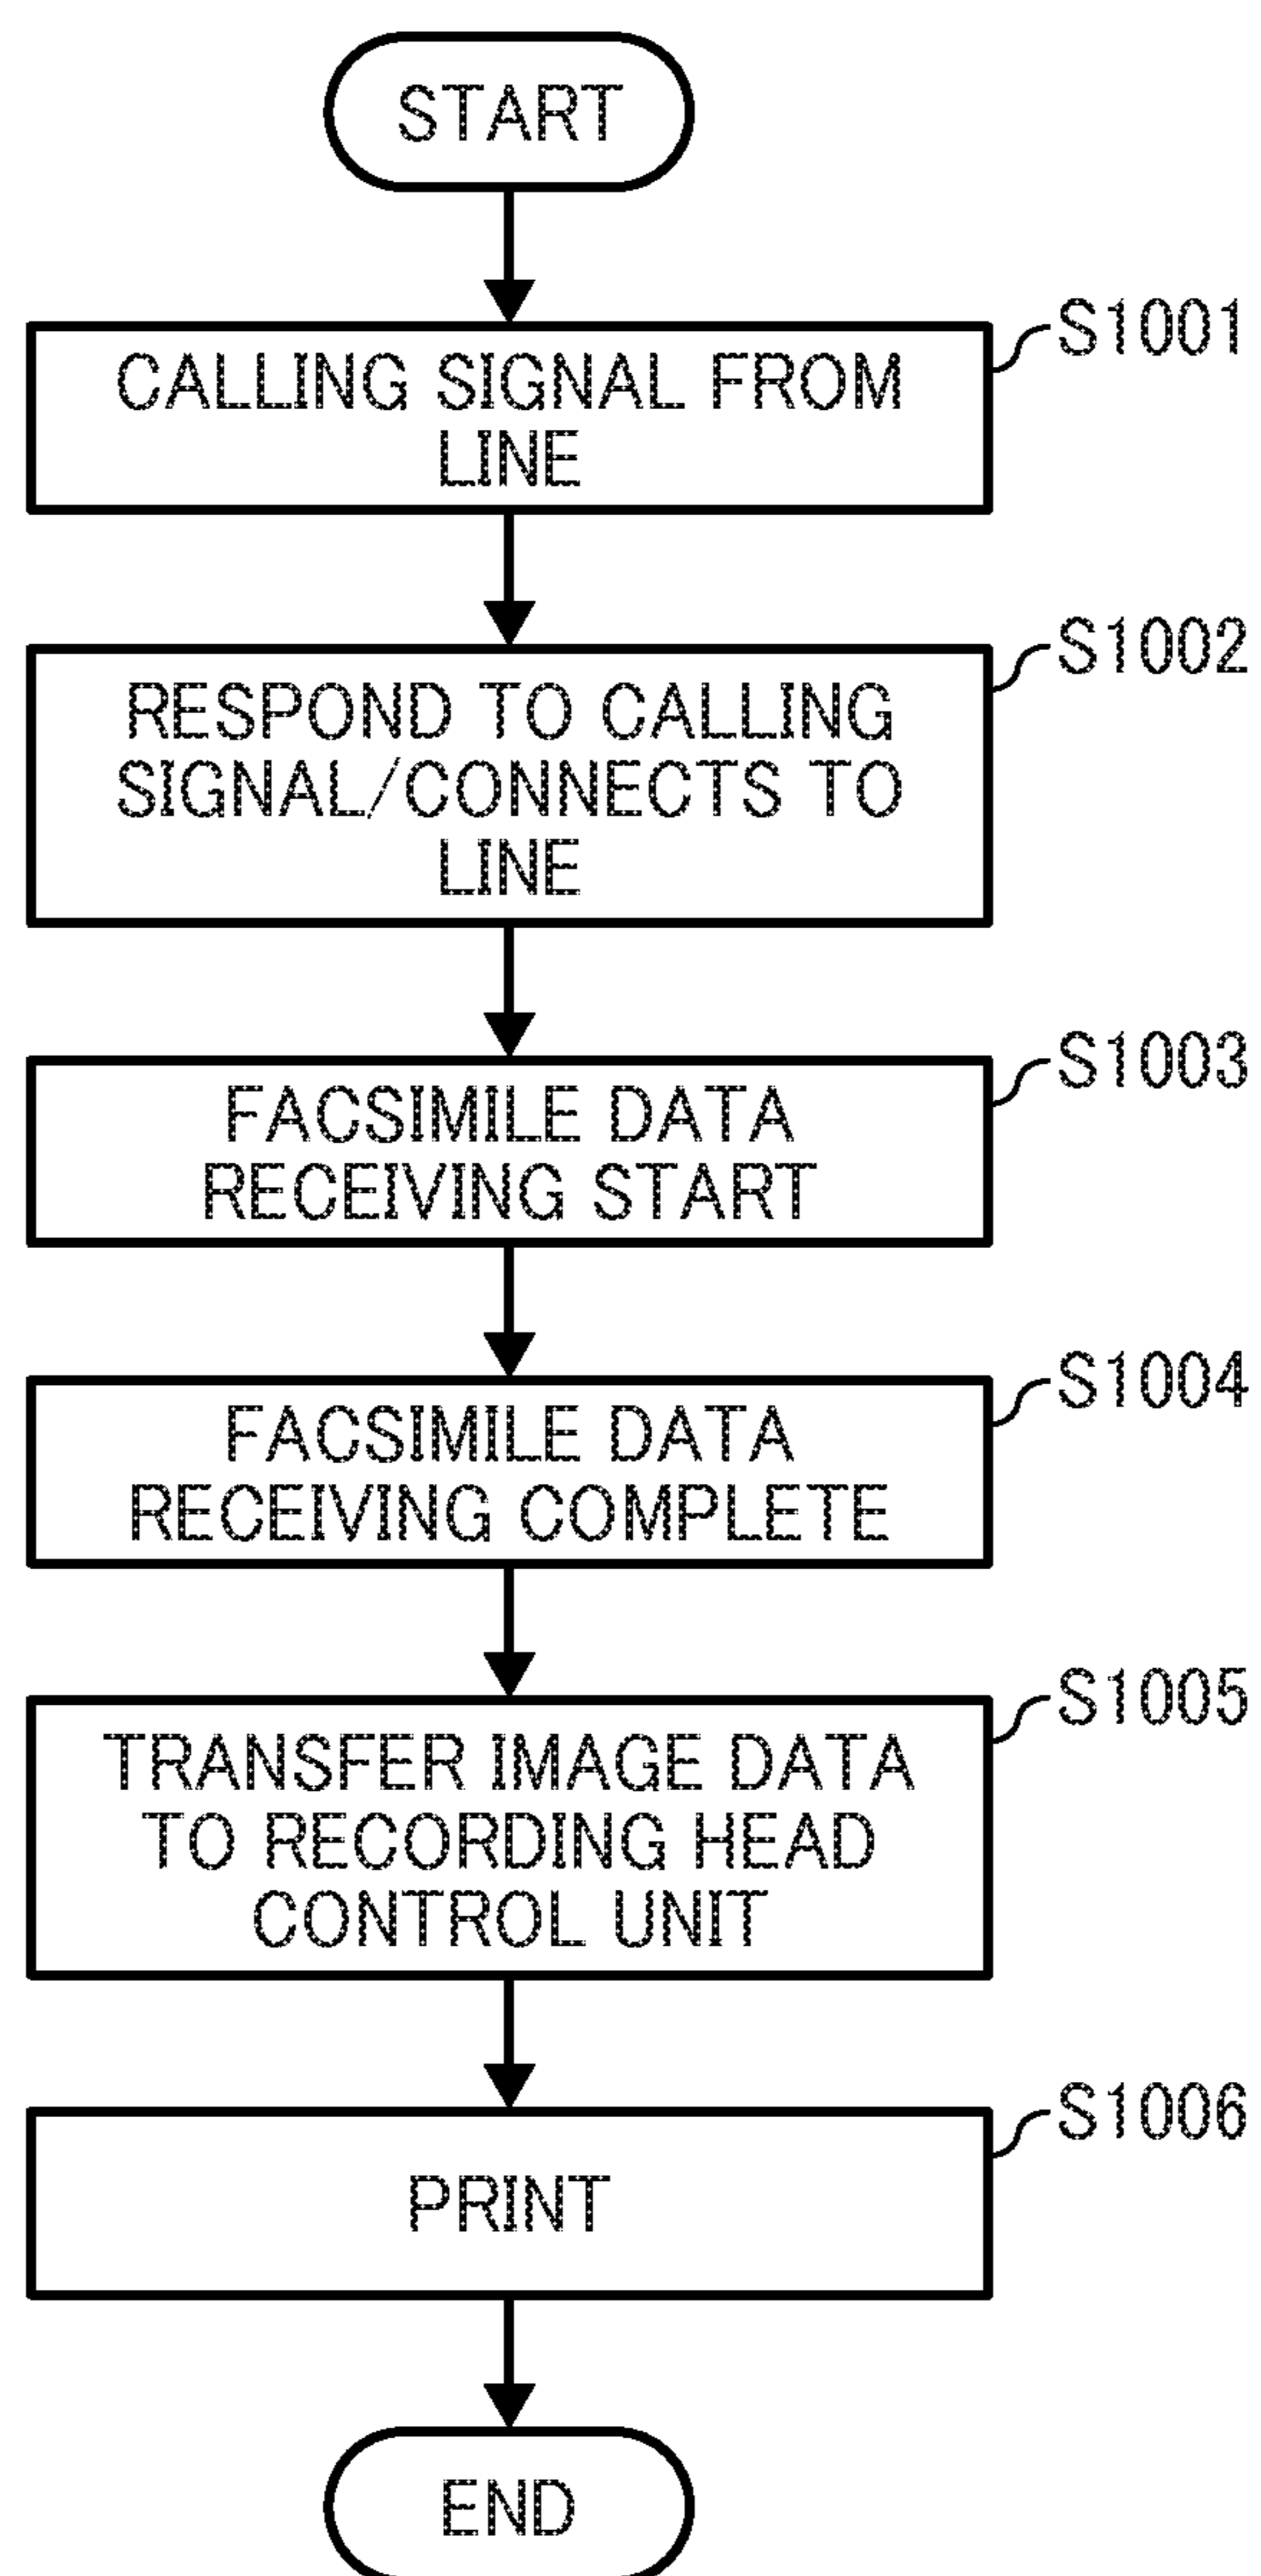 START
S1001
CALLING SIGNAL FROM
LINE
S1002
RESPOND TO CALLING
SIGNAL/CONNECTS TO
LINE
S1003
FACSIMILE DATA
RECEIVING START
S1004
FACSIMILE DATA
RECEIVING COMPLETE
S1005
TRANSFER IMAGE DATA
TO RECORDING HEAD
CONTROL UNIT
S1006
PRINT
END